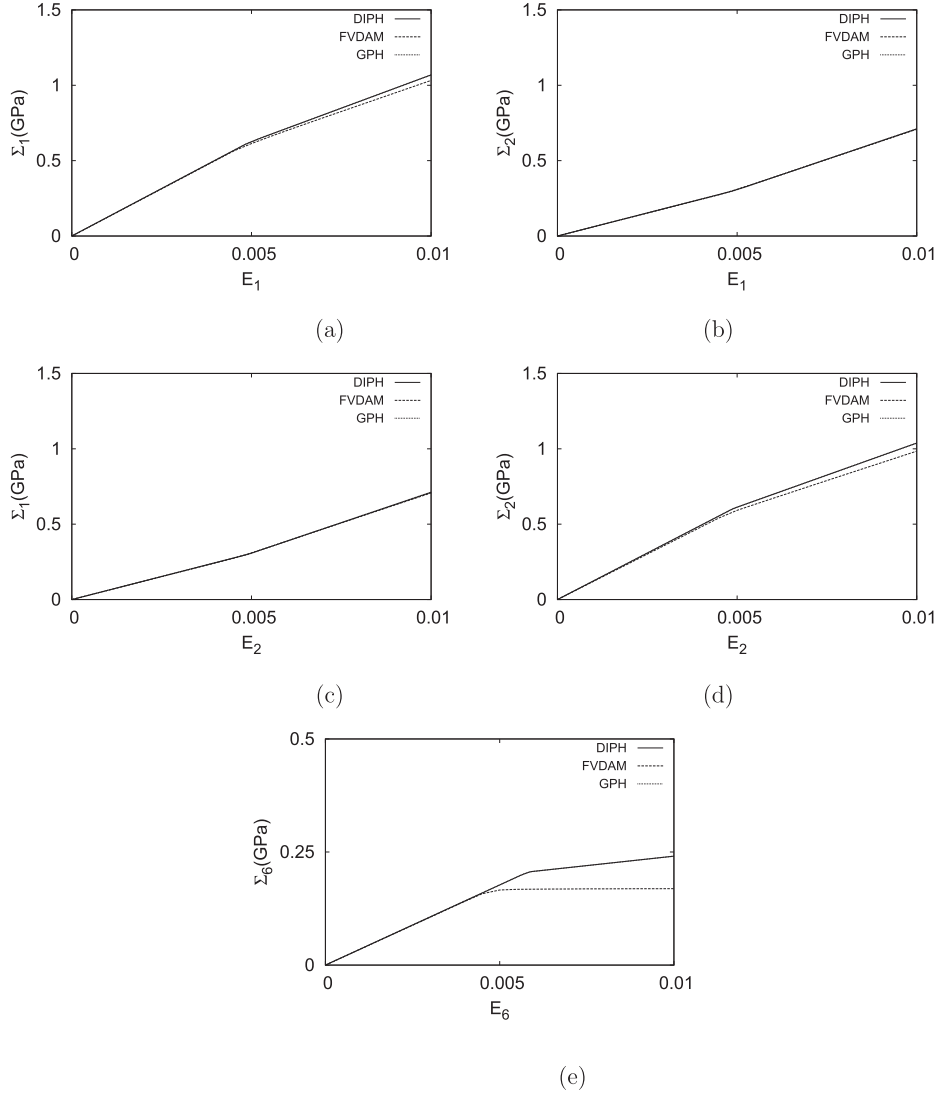 1.5
1
0.5
0
Σ1(GPa)
DIPH
FVDAM
GPH
0 0.005 0.01
E1
(a)
1.5
1
0.5
0
Σ2(GPa)
DIPH
FVDAM
GPH
0 0.005 0.01
E1
(b)
1.5
1
0.5
0
Σ1(GPa)
DIPH
FVDAM
GPH
0 0.005 0.01
E2
(c)
1.5
1
0.5
0
Σ2(GPa)
DIPH
FVDAM
GPH
0 0.005 0.01
E2
(d)
0.5
0.25
0
Σ6(GPa)
DIPH
FVDAM
GPH
0 0.005 0.01
E6
(e)